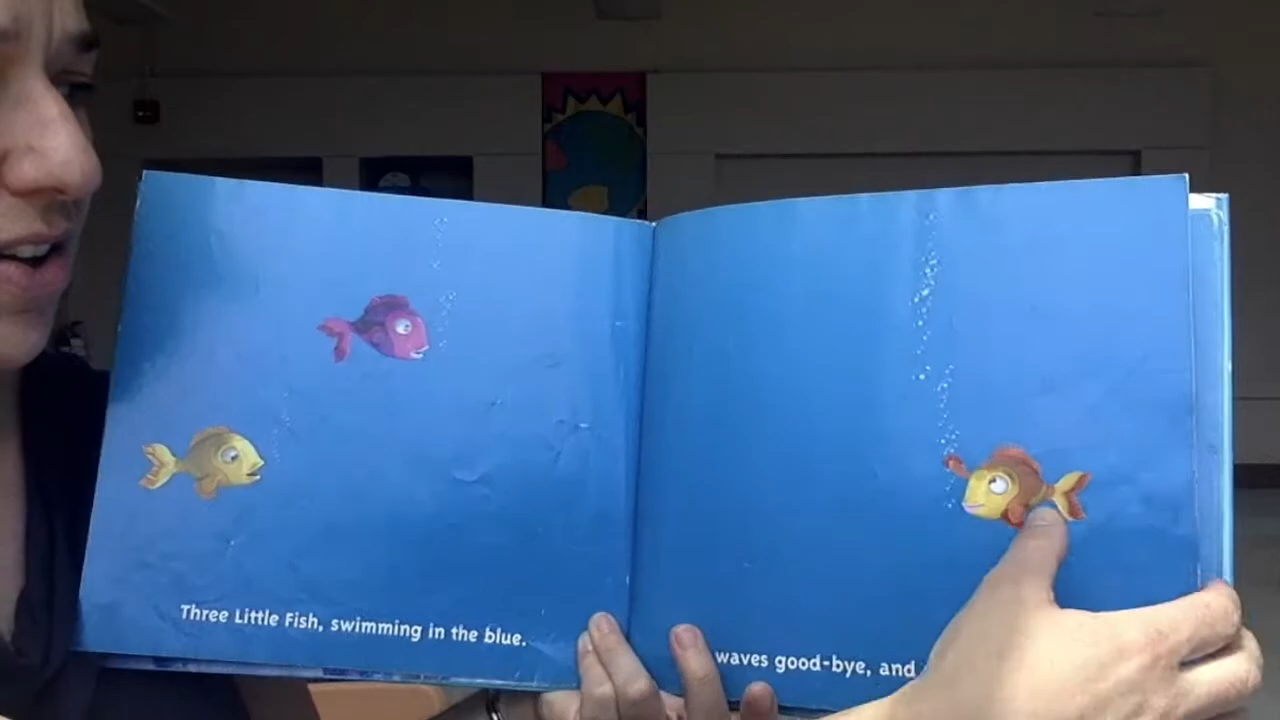 Three Little Fish, swimming in the blue.
waves good-bye, and